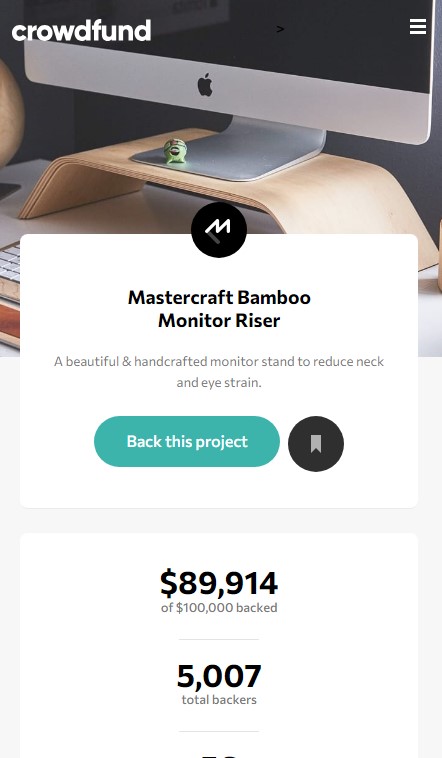 crowdfund
>
Mastercraft Bamboo
Monitor Riser
A beautiful & handcrafted monitor stand to reduce neck
and eye strain.
Back this project
$89,914
of $100,000 backed
5,007
total backers